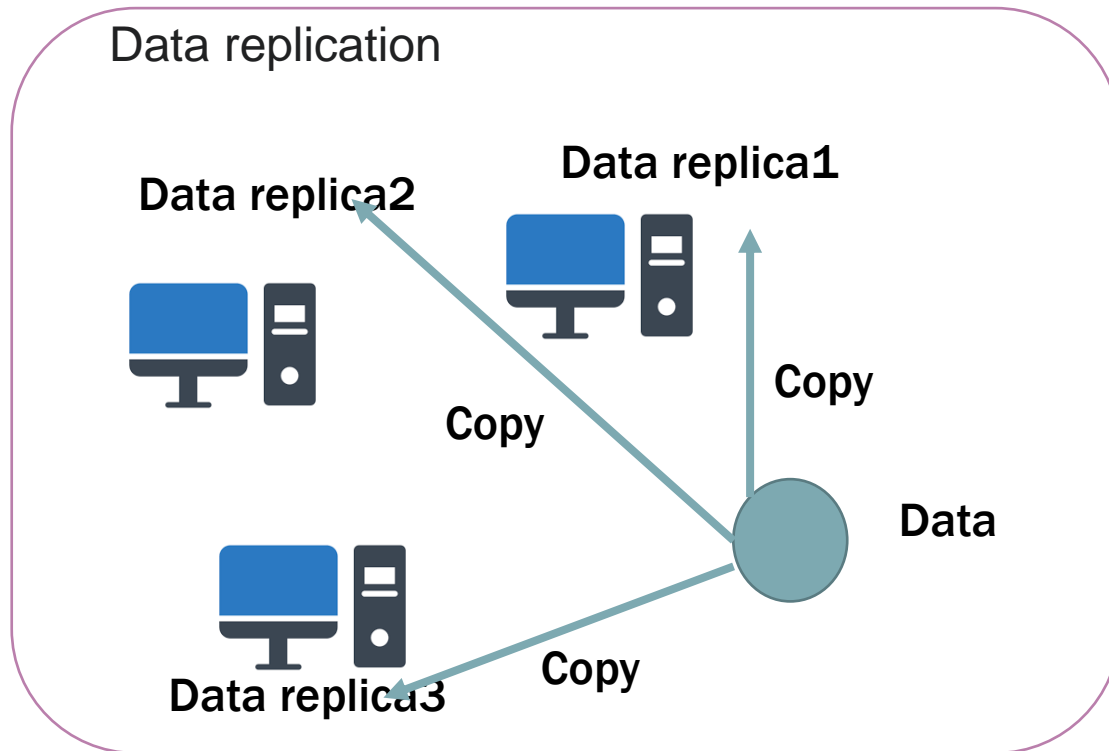 Data replication
Data replica1
Data replica2
Copy
Copy
Data
Copy
Data replica3